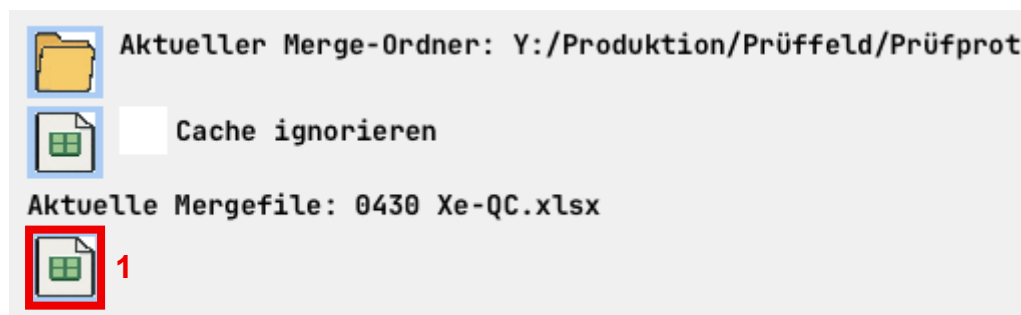 Aktueller Merge-Ordner: Y:/Produktion/Prüffeld/Prüfprot
Cache ignorieren
Aktuelle Mergefile: 0430 Xe-QC.xlsx
1